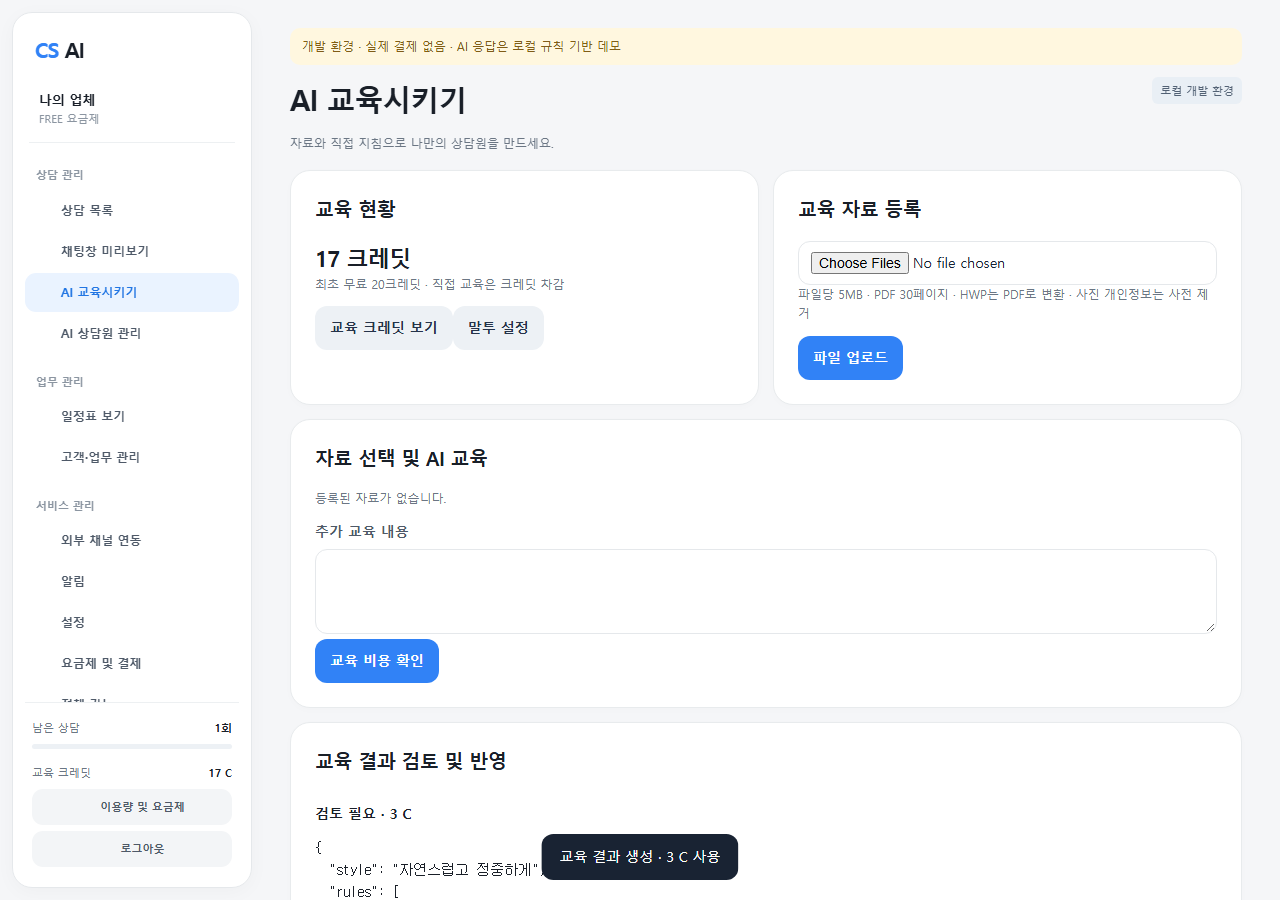 CS AI
나의 업체
FREE 요금제
상담 관리
상담 목록
채팅창 미리보기
AI 교육시키기
AI 상담원 관리
업무 관리
일정표 보기
고객·업무 관리
서비스 관리
외부 채널 연동
알림
설정
요금제 및 결제
남은 상담 1회
교육 크레딧 17 C
이용량 및 요금제
로그아웃
개발 환경 · 실제 결제 없음 · AI 응답은 로컬 규칙 기반 데모
AI 교육시키기
로컬 개발 환경
자료와 직접 지침으로 나만의 상담원을 만드세요.
교육 현황
17 크레딧
최초 무료 20크레딧 · 직접 교육은 크레딧 차감
교육 크레딧 보기 말투 설정
교육 자료 등록
Choose Files No file chosen
파일당 5MB · PDF 30페이지 · HWP는 PDF로 변환 · 사진 개인정보는 사전 제
거
파일 업로드
자료 선택 및 AI 교육
등록된 자료가 없습니다.
추가 교육 내용
교육 비용 확인
교육 결과 검토 및 반영
검토 필요 · 3 C
{
"style": "자연스럽고 정중하게",
"rules": [
교육 결과 생성 · 3 C 사용